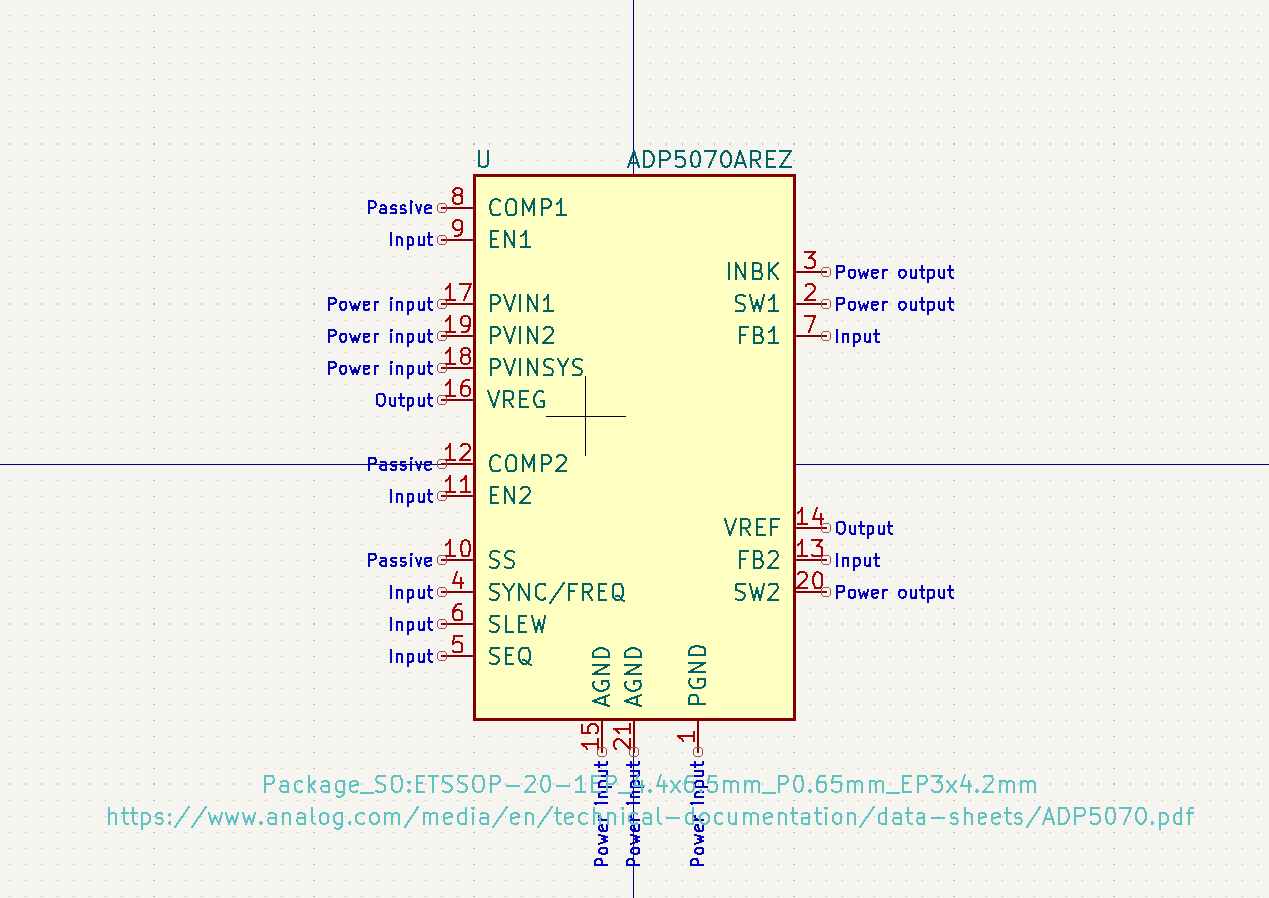 U ADP5070AREZ
Passive 8 COMP1
Input 9 EN1
INBK 3 Power output
Power input 17 PVIN1 SW1 2 Power output
Power input 19 PVIN2 FB1 7 Input
Power input 18 PVINSYS
Output 16 VREG
Passive 12 COMP2
Input 11 EN2
VREF 14 Output
Passive 10 SS FB2 13 Input
Input 4 SYNC/FREQ SW2 20 Power output
Input 6 SLEW
Input 5 SEQ
AGND 15 Power input
AGND 21 Power input
PGND 1 Power input
Package_SO:ETSSOP-20-1EP_4.4x6.5mm_P0.65mm_EP3x4.2mm
https://www.analog.com/media/en/technical-documentation/data-sheets/ADP5070.pdf